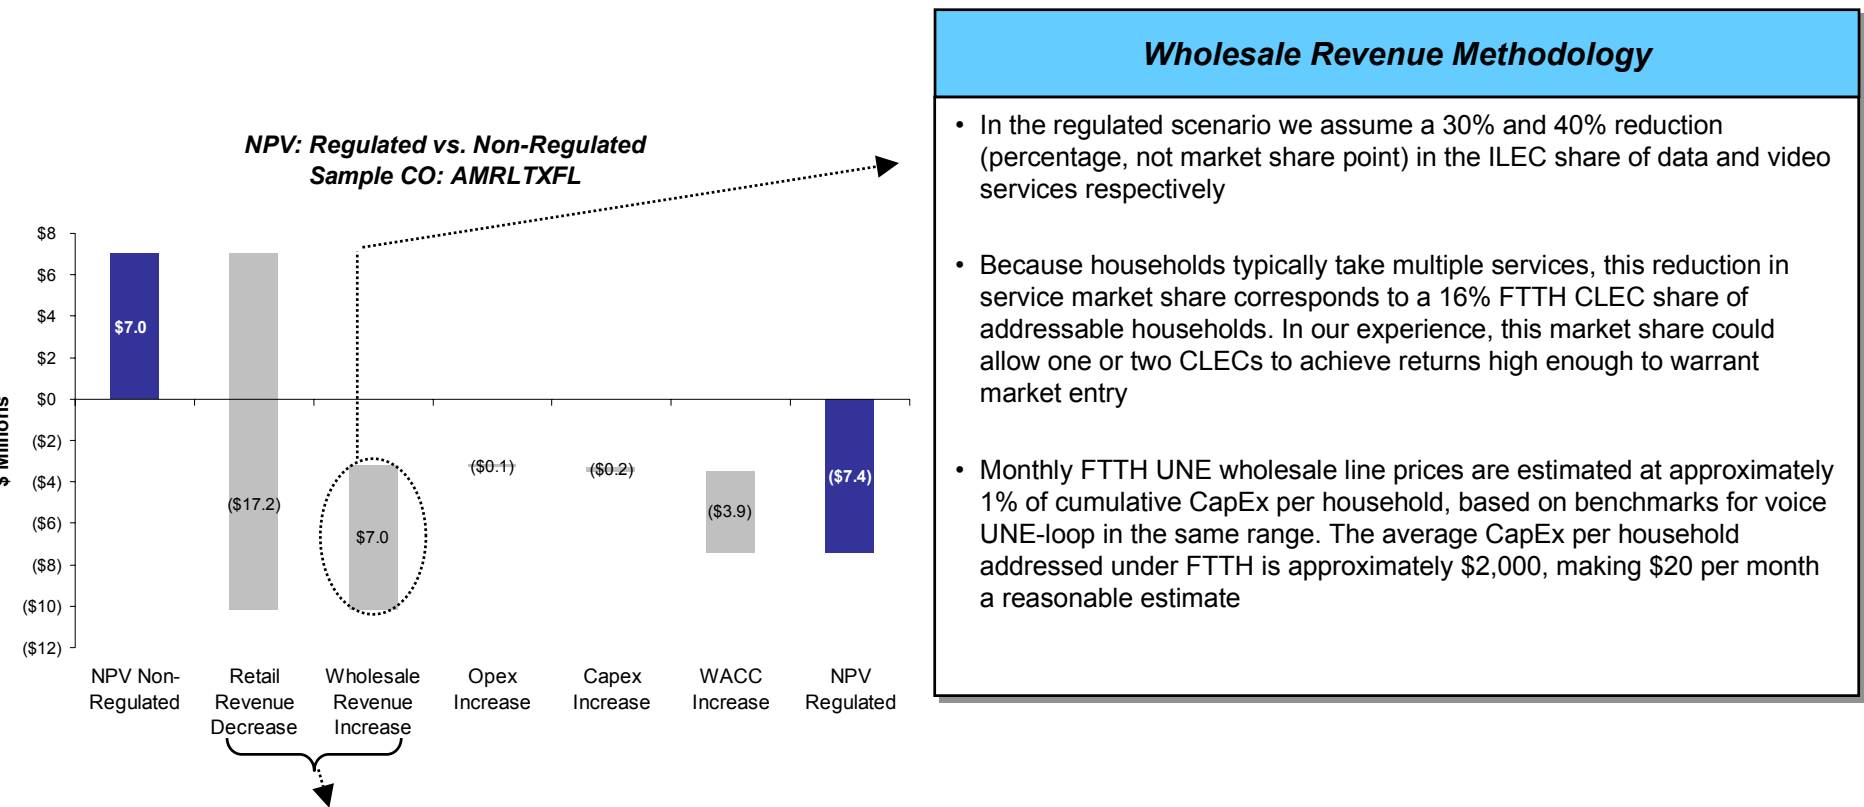 NPV: Regulated vs. Non-Regulated
Sample CO: AMRLTXFL
$ Millions
$8
$6
$4
$2
$0
($2)
($4)
($6)
($8)
($10)
($12)
$7.0
($17.2)
$7.0
($0.1)
($0.2)
($3.9)
($7.4)
NPV Non-
Regulated
Retail
Revenue
Decrease
Wholesale
Revenue
Increase
Opex
Increase
Capex
Increase
WACC
Increase
NPV
Regulated
Wholesale Revenue Methodology
• In the regulated scenario we assume a 30% and 40% reduction
(percentage, not market share point) in the ILEC share of data and video
services respectively
• Because households typically take multiple services, this reduction in
service market share corresponds to a 16% FTTH CLEC share of
addressable households. In our experience, this market share could
allow one or two CLECs to achieve returns high enough to warrant
market entry
• Monthly FTTH UNE wholesale line prices are estimated at approximately
1% of cumulative CapEx per household, based on benchmarks for voice
UNE-loop in the same range. The average CapEx per household
addressed under FTTH is approximately $2,000, making $20 per month
a reasonable estimate